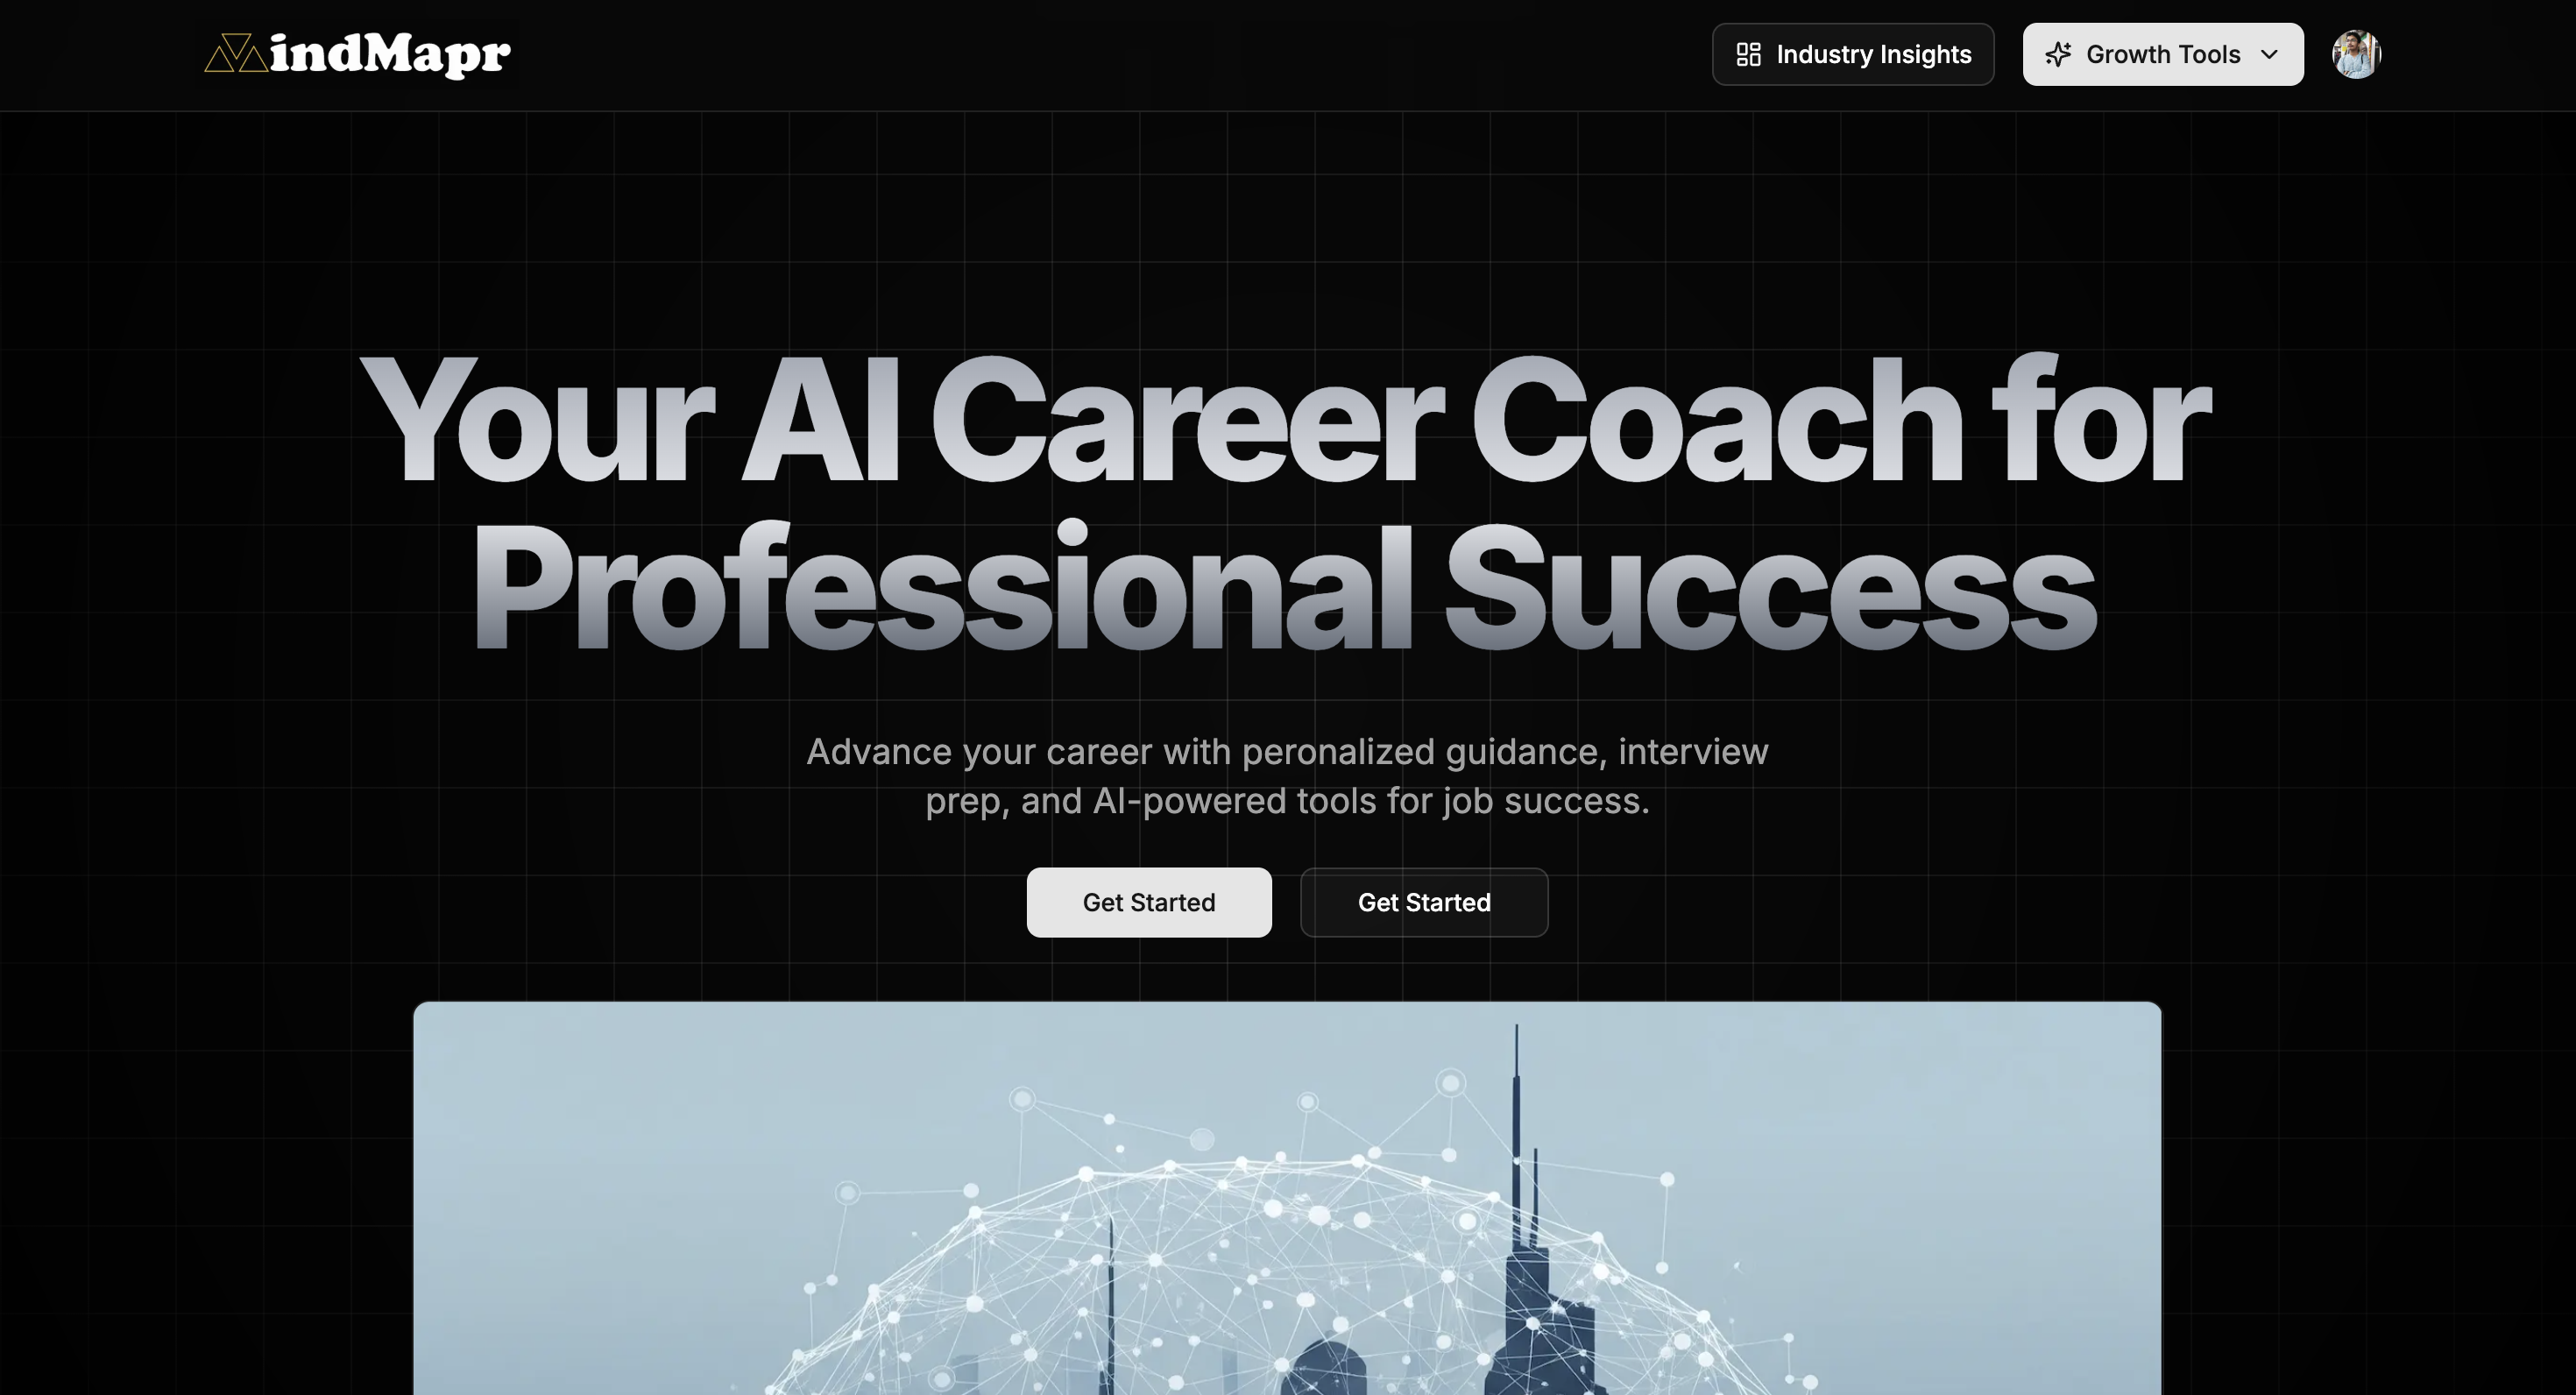 MindMapr
Industry Insights
Growth Tools
Your AI Career Coach for
Professional Success
Advance your career with peronalized guidance, interview
prep, and AI-powered tools for job success.
Get Started
Get Started